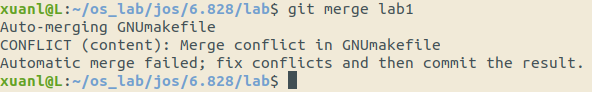 xuanl@L:~/os_lab/jos/6.828/lab$ git merge lab1
Auto-merging GNUmakefile
CONFLICT (content): Merge conflict in GNUmakefile
Automatic merge failed; fix conflicts and then commit the result.
xuanl@L:~/os_lab/jos/6.828/lab$